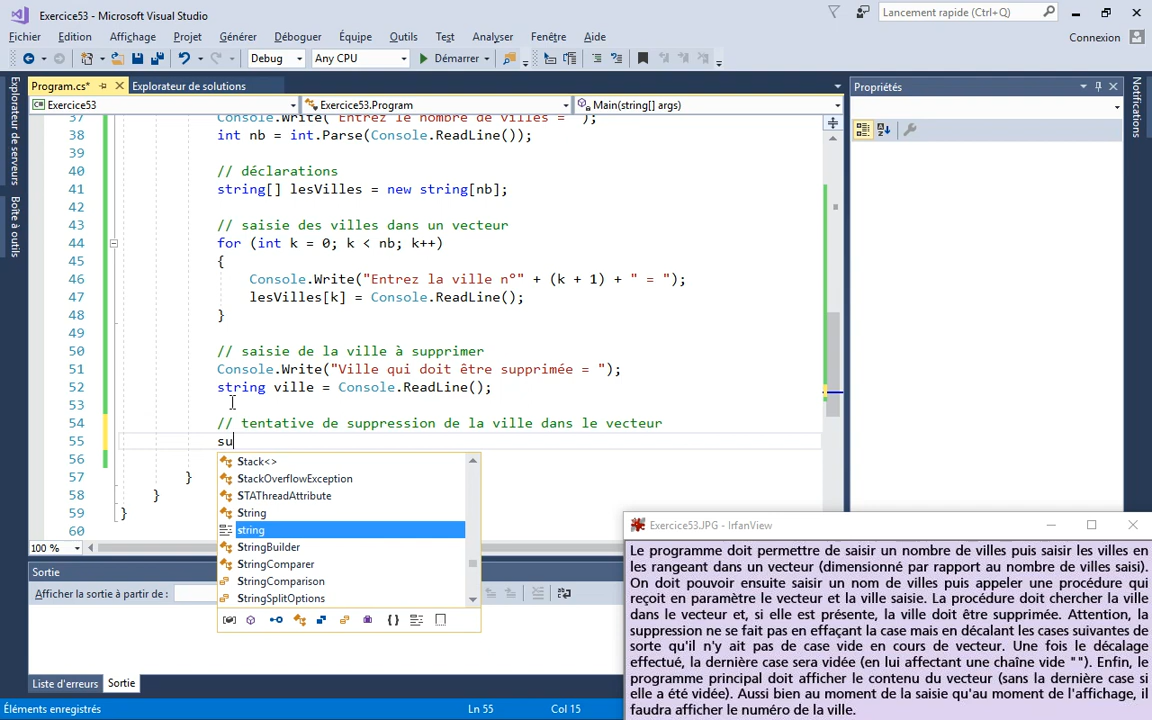 Exercice53 - Microsoft Visual Studio
Lancement rapide (Ctrl+Q)
Fichier Edition Affichage Projet Générer Déboguer Équipe Outils Test Analyser Fenêtre Aide
Connexion
Debug Any CPU Démarrer
Program.cs* Explorateur de solutions
Propriétés
Exercice53 Exercice53.Program Main(string[] args)
Explorateur de serveurs
Boîte à outils
Notifications
37 Console.Write("Entrez le nombre de villes = ");
38 int nb = int.Parse(Console.ReadLine());
39
40 // déclarations
41 string[] lesVilles = new string[nb];
42
43 // saisie des villes dans un vecteur
44 for (int k = 0; k < nb; k++)
45 {
46 Console.Write("Entrez la ville n°" + (k + 1) + " = ");
47 lesVilles[k] = Console.ReadLine();
48 }
49
50 // saisie de la ville à supprimer
51 Console.Write("Ville qui doit être supprimée = ");
52 string ville = Console.ReadLine();
53
54 // tentative de suppression de la ville dans le vecteur
55 su
56
57 }
58 }
59 }
60
Stack<>
StackOverflowException
STAThreadAttribute
String
string
StringBuilder
StringComparer
StringComparison
StringSplitOptions
100 %
Sortie
Afficher la sortie à partir de :
Liste d'erreurs Sortie
Éléments enregistrés Ln 55 Col 15
Exercice53.JPG - IrfanView
Le programme doit permettre de saisir un nombre de villes puis saisir les villes en
les rangeant dans un vecteur (dimensionné par rapport au nombre de villes saisi).
On doit pouvoir ensuite saisir un nom de villes puis appeler une procédure qui
reçoit en paramètre le vecteur et la ville saisie. La procédure doit chercher la ville
dans le vecteur et, si elle est présente, la ville doit être supprimée. Attention, la
suppression ne se fait pas en effaçant la case mais en décalant les cases suivantes de
sorte qu'il n'y ait pas de case vide en cours de vecteur. Une fois le décalage
effectué, la dernière case sera vidée (en lui affectant une chaîne vide ""). Enfin, le
programme principal doit afficher le contenu du vecteur (sans la dernière case si
elle a été vidée). Aussi bien au moment de la saisie qu'au moment de l'affichage, il
faudra afficher le numéro de la ville.